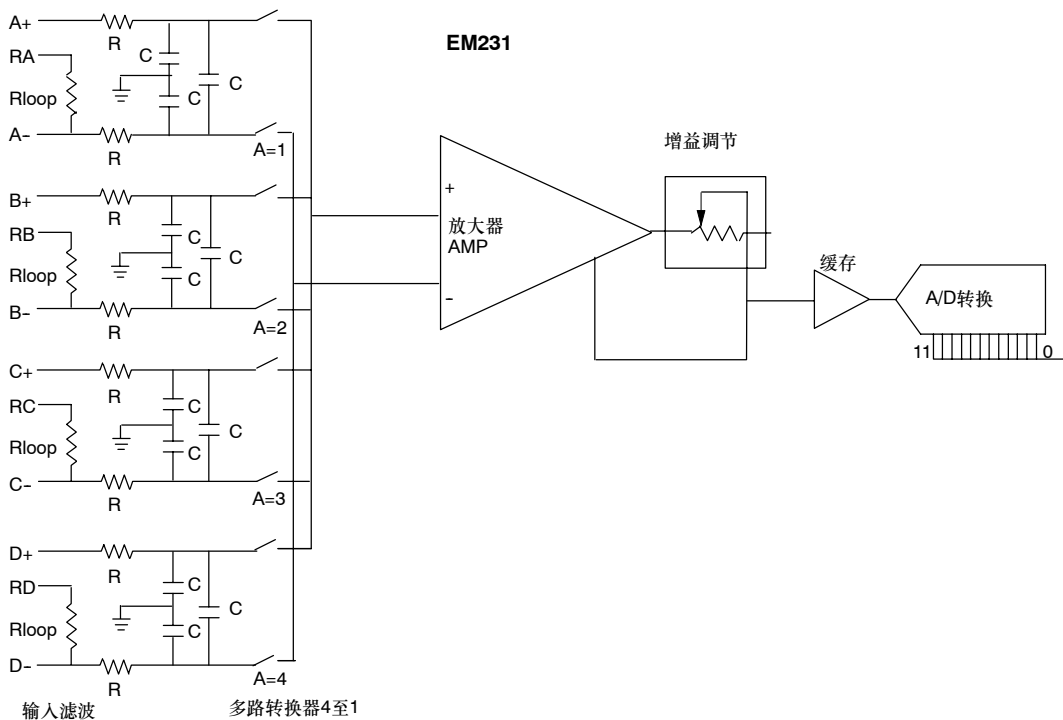 EM231
A+
R
RA
C
Rloop
C
C
A-
R
A=1
B+
R
RB
C
Rloop
C
C
B-
R
A=2
C+
R
RC
C
Rloop
C
C
C-
R
A=3
D+
R
RD
C
Rloop
C
C
D-
R
A=4
输入滤波
多路转换器4至1
+
放大器
AMP
-
增益调节
缓存
A/D转换
11
0